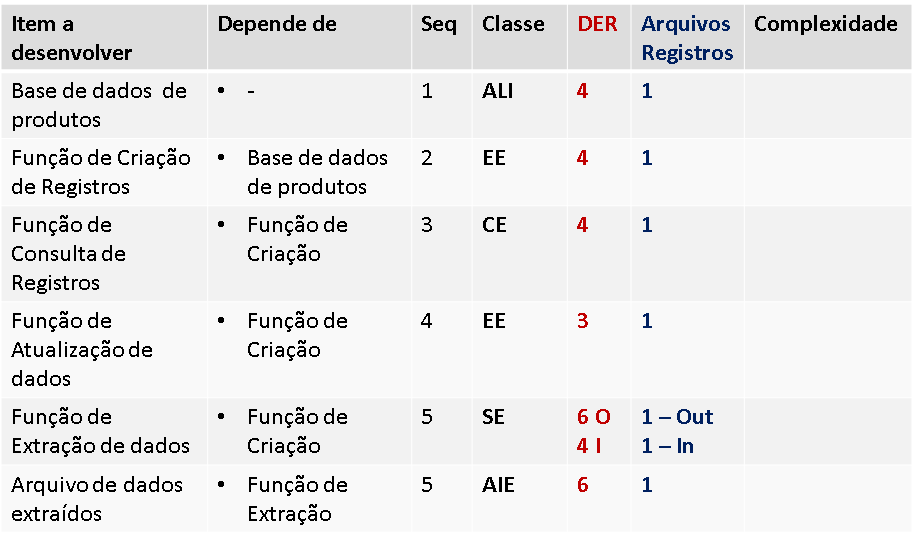 Item a desenvolver Depende de Seq Classe DER Arquivos Registros Complexidade
Base de dados de produtos • - 1 ALI 4 1
Função de Criação de Registros • Base de dados de produtos 2 EE 4 1
Função de Consulta de Registros • Função de Criação 3 CE 4 1
Função de Atualização de dados • Função de Criação 4 EE 3 1
Função de Extração de dados • Função de Criação 5 SE 6 O 4 I 1 – Out 1 – In
Arquivo de dados extraídos • Função de Extração 5 AIE 6 1